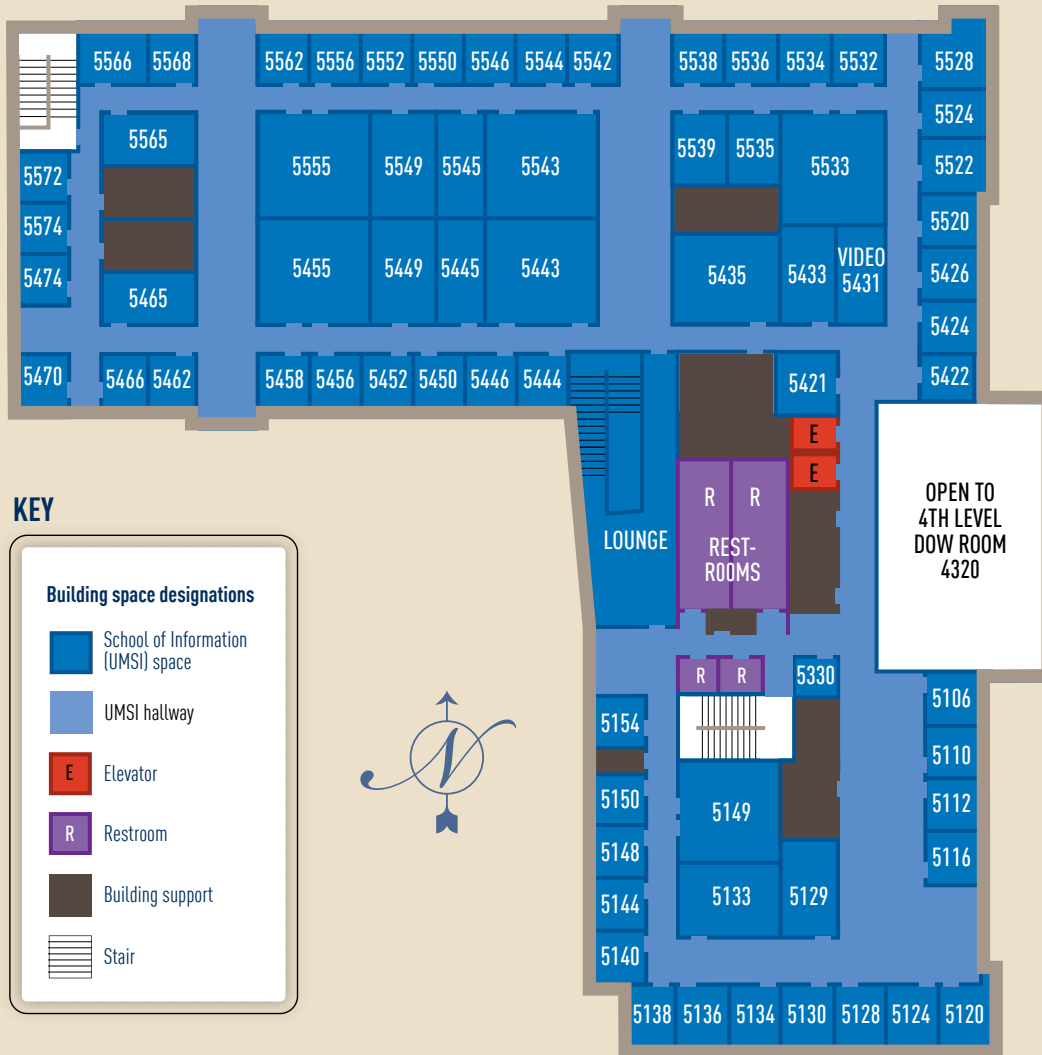 5566 5568 5562 5556 5552 5550 5546 5544 5542 5538 5536 5534 5532 5528
5524
5565 5555 5549 5545 5543 5539 5535 5533 5522
5572
5574 5520
5474 5465 5455 5449 5445 5443 5435 5433 VIDEO
5431 5426
5424
5470 5466 5462 5458 5456 5452 5450 5446 5444 5421 5422
E
E
R R
LOUNGE
REST-
ROOMS
OPEN TO
4TH LEVEL
DOW ROOM
4320
R R 5330
5154 5106
5110
5150 5149 5112
5148 5116
5144 5133 5129
5140
5138 5136 5134 5130 5128 5124 5120
N
KEY
Building space designations
School of Information
(UMSI) space
UMSI hallway
E Elevator
R Restroom
Building support
Stair